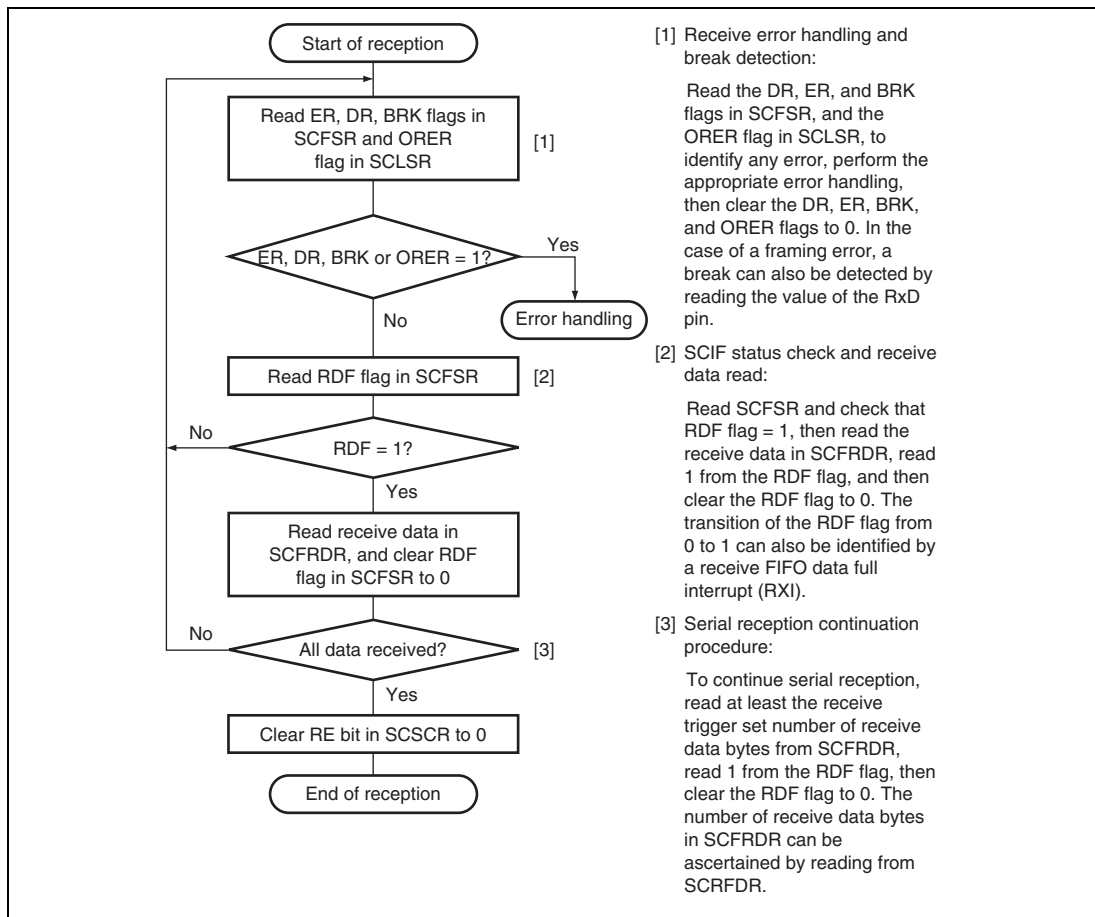 Start of reception
Read ER, DR, BRK flags in
SCFSR and ORER
flag in SCLSR
[1]
ER, DR, BRK or ORER = 1?
Yes
Error handling
No
Read RDF flag in SCFSR
[2]
No
RDF = 1?
Yes
Read receive data in
SCFRDR, and clear RDF
flag in SCFSR to 0
No
All data received?
[3]
Yes
Clear RE bit in SCSCR to 0
End of reception
[1] Receive error handling and
break detection:
Read the DR, ER, and BRK
flags in SCFSR, and the
ORER flag in SCLSR, to
identify any error, perform the
appropriate error handling,
then clear the DR, ER, BRK,
and ORER flags to 0. In the
case of a framing error, a
break can also be detected by
reading the value of the RxD
pin.
[2] SCIF status check and receive
data read:
Read SCFSR and check that
RDF flag = 1, then read the
receive data in SCFRDR, read
1 from the RDF flag, and then
clear the RDF flag to 0. The
transition of the RDF flag from
0 to 1 can also be identified by
a receive FIFO data full
interrupt (RXI).
[3] Serial reception continuation
procedure:
To continue serial reception,
read at least the receive
trigger set number of receive
data bytes from SCFRDR,
read 1 from the RDF flag, then
clear the RDF flag to 0. The
number of receive data bytes
in SCFRDR can be
ascertained by reading from
SCRFDR.